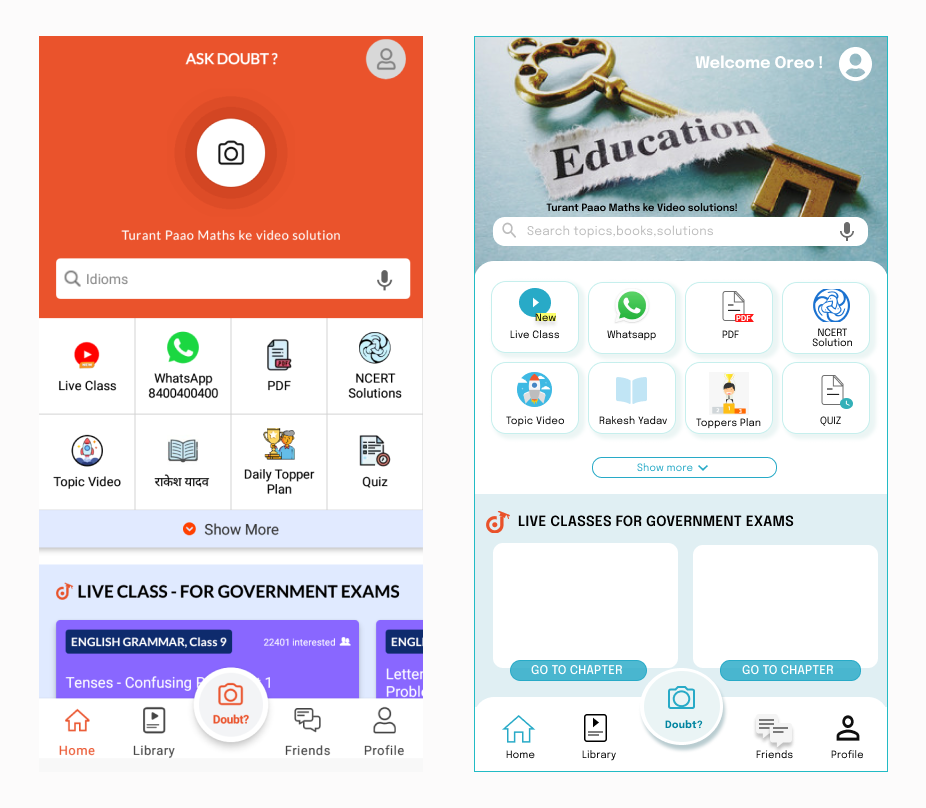 ASK DOUBT ?
Turant Paao Maths ke video solution
Idioms
Live Class
WhatsApp
8400400400
PDF
NCERT
Solutions
Topic Video
राकेश यादव
Daily Topper
Plan
Quiz
Show More
LIVE CLASS - FOR GOVERNMENT EXAMS
ENGLISH GRAMMAR, Class 9
22401 interested
ENGL
Tenses - Confusing P 1
Letter
Proble
Doubt?
Home
Library
Friends
Profile
Welcome Oreo !
Education
Turant Paao Maths ke Video solutions!
Search topics,books,solutions
New
Live Class
Whatsapp
PDF
PDF
NCERT
Solution
Topic Video
Rakesh Yadav
Toppers Plan
QUIZ
Show more
LIVE CLASSES FOR GOVERNMENT EXAMS
GO TO CHAPTER
GO TO CHAPTER
Doubt?
Home
Library
Friends
Profile